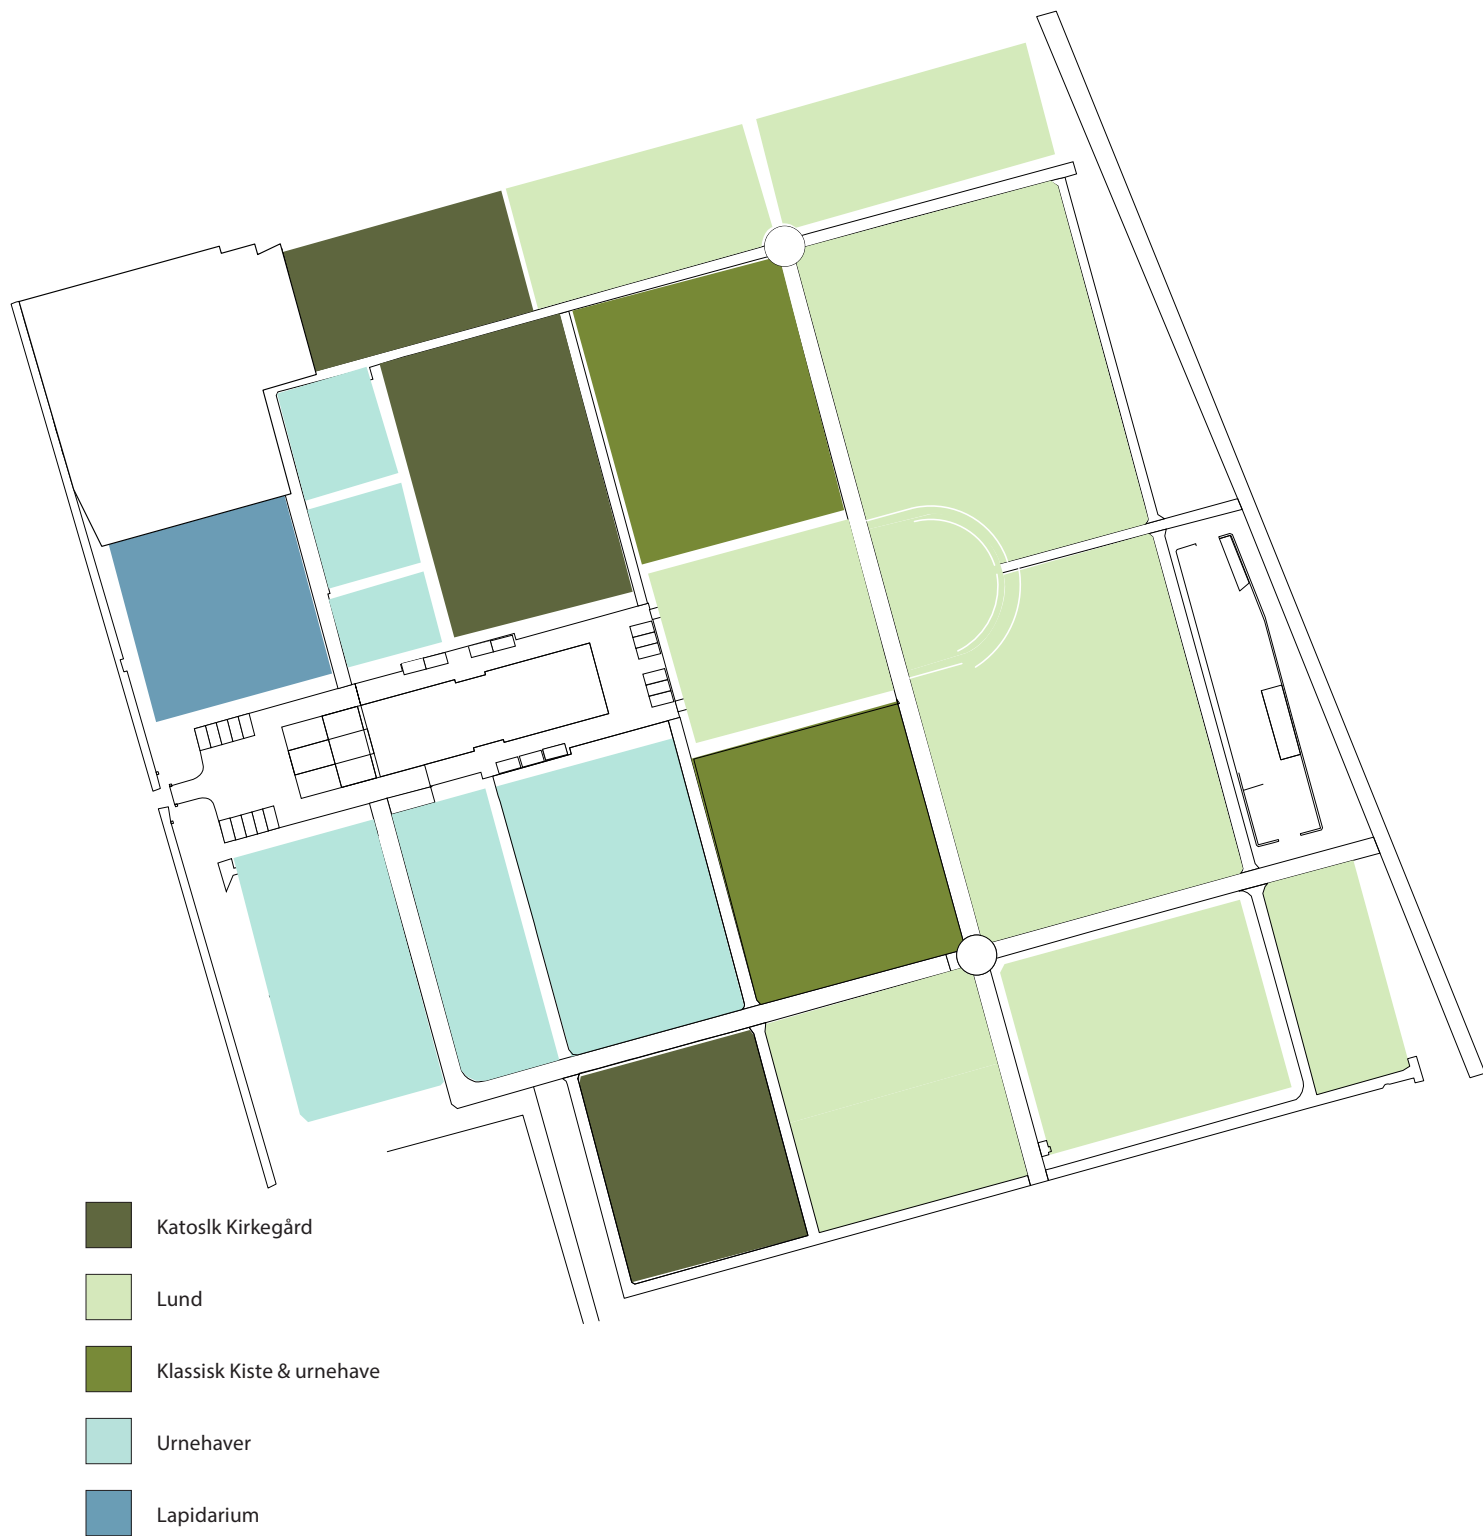 Katoslk Kirkegård
Lund
Klassisk Kiste & urnehave
Urnehaver
Lapidarium